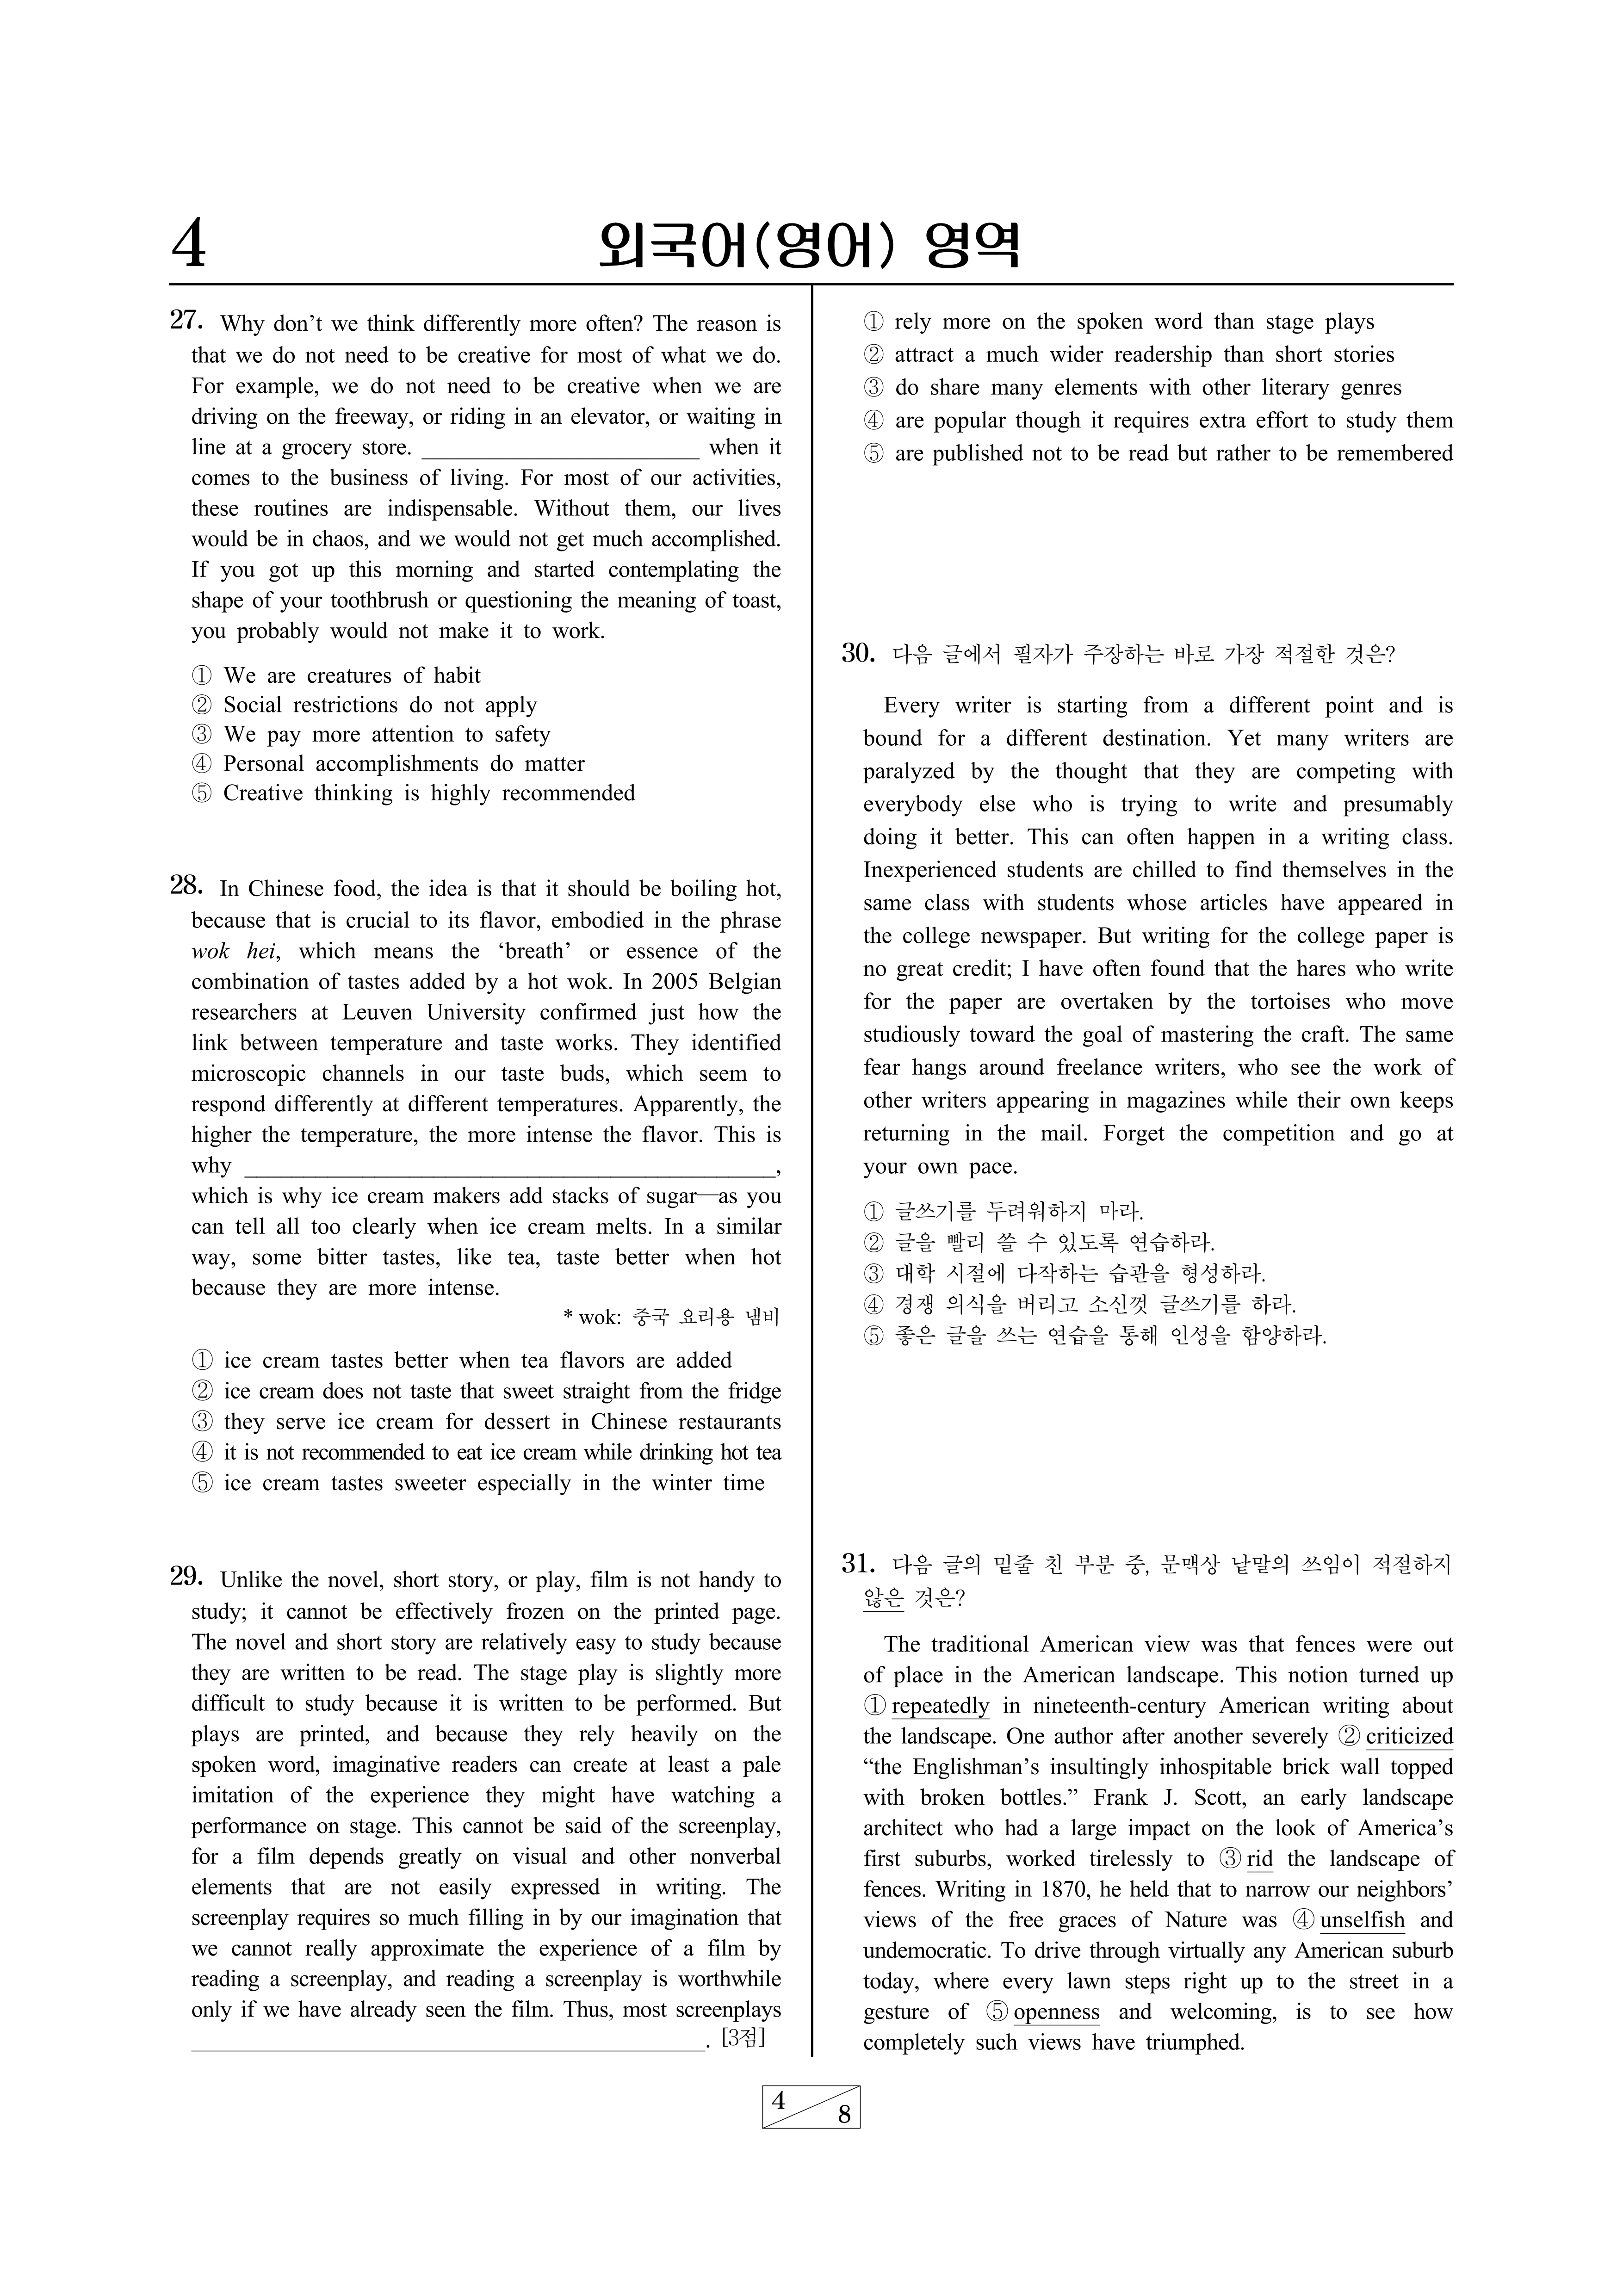 4
외국어(영어) 영역
27. Why don’t we think differently more often? The reason is
that we do not need to be creative for most of what we do.
For example, we do not need to be creative when we are
driving on the freeway, or riding in an elevator, or waiting in
line at a grocery store. ______________________ when it
comes to the business of living. For most of our activities,
these routines are indispensable. Without them, our lives
would be in chaos, and we would not get much accomplished.
If you got up this morning and started contemplating the
shape of your toothbrush or questioning the meaning of toast,
you probably would not make it to work.
① We are creatures of habit
② Social restrictions do not apply
③ We pay more attention to safety
④ Personal accomplishments do matter
⑤ Creative thinking is highly recommended
28. In Chinese food, the idea is that it should be boiling hot,
because that is crucial to its flavor, embodied in the phrase
wok hei, which means the ‘breath’ or essence of the
combination of tastes added by a hot wok. In 2005 Belgian
researchers at Leuven University confirmed just how the
link between temperature and taste works. They identified
microscopic channels in our taste buds, which seem to
respond differently at different temperatures. Apparently, the
higher the temperature, the more intense the flavor. This is
why ______________________________________,
which is why ice cream makers add stacks of sugar—as you
can tell all too clearly when ice cream melts. In a similar
way, some bitter tastes, like tea, taste better when hot
because they are more intense.
* wok: 중국 요리용 냄비
① ice cream tastes better when tea flavors are added
② ice cream does not taste that sweet straight from the fridge
③ they serve ice cream for dessert in Chinese restaurants
④ it is not recommended to eat ice cream while drinking hot tea
⑤ ice cream tastes sweeter especially in the winter time
29. Unlike the novel, short story, or play, film is not handy to
study; it cannot be effectively frozen on the printed page.
The novel and short story are relatively easy to study because
they are written to be read. The stage play is slightly more
difficult to study because it is written to be performed. But
plays are printed, and because they rely heavily on the
spoken word, imaginative readers can create at least a pale
imitation of the experience they might have watching a
performance on stage. This cannot be said of the screenplay,
for a film depends greatly on visual and other nonverbal
elements that are not easily expressed in writing. The
screenplay requires so much filling in by our imagination that
we cannot really approximate the experience of a film by
reading a screenplay, and reading a screenplay is worthwhile
only if we have already seen the film. Thus, most screenplays
______________________________________. [3점]
① rely more on the spoken word than stage plays
② attract a much wider readership than short stories
③ do share many elements with other literary genres
④ are popular though it requires extra effort to study them
⑤ are published not to be read but rather to be remembered
30. 다음 글에서 필자가 주장하는 바로 가장 적절한 것은?
Every writer is starting from a different point and is
bound for a different destination. Yet many writers are
paralyzed by the thought that they are competing with
everybody else who is trying to write and presumably
doing it better. This can often happen in a writing class.
Inexperienced students are chilled to find themselves in the
same class with students whose articles have appeared in
the college newspaper. But writing for the college paper is
no great credit; I have often found that the hares who write
for the paper are overtaken by the tortoises who move
studiously toward the goal of mastering the craft. The same
fear hangs around freelance writers, who see the work of
other writers appearing in magazines while their own keeps
returning in the mail. Forget the competition and go at
your own pace.
① 글쓰기를 두려워하지 마라.
② 글을 빨리 쓸 수 있도록 연습하라.
③ 대학 시절에 다작하는 습관을 형성하라.
④ 경쟁 의식을 버리고 소신껏 글쓰기를 하라.
⑤ 좋은 글을 쓰는 연습을 통해 인성을 함양하라.
31. 다음 글의 밑줄 친 부분 중, 문맥상 낱말의 쓰임이 적절하지
않은 것은?
The traditional American view was that fences were out
of place in the American landscape. This notion turned up
① repeatedly in nineteenth-century American writing about
the landscape. One author after another severely ② criticized
“the Englishman’s insultingly inhospitable brick wall topped
with broken bottles.” Frank J. Scott, an early landscape
architect who had a large impact on the look of America’s
first suburbs, worked tirelessly to ③ rid the landscape of
fences. Writing in 1870, he held that to narrow our neighbors’
views of the free graces of Nature was ④ unselfish and
undemocratic. To drive through virtually any American suburb
today, where every lawn steps right up to the street in a
gesture of ⑤ openness and welcoming, is to see how
completely such views have triumphed.
4
8